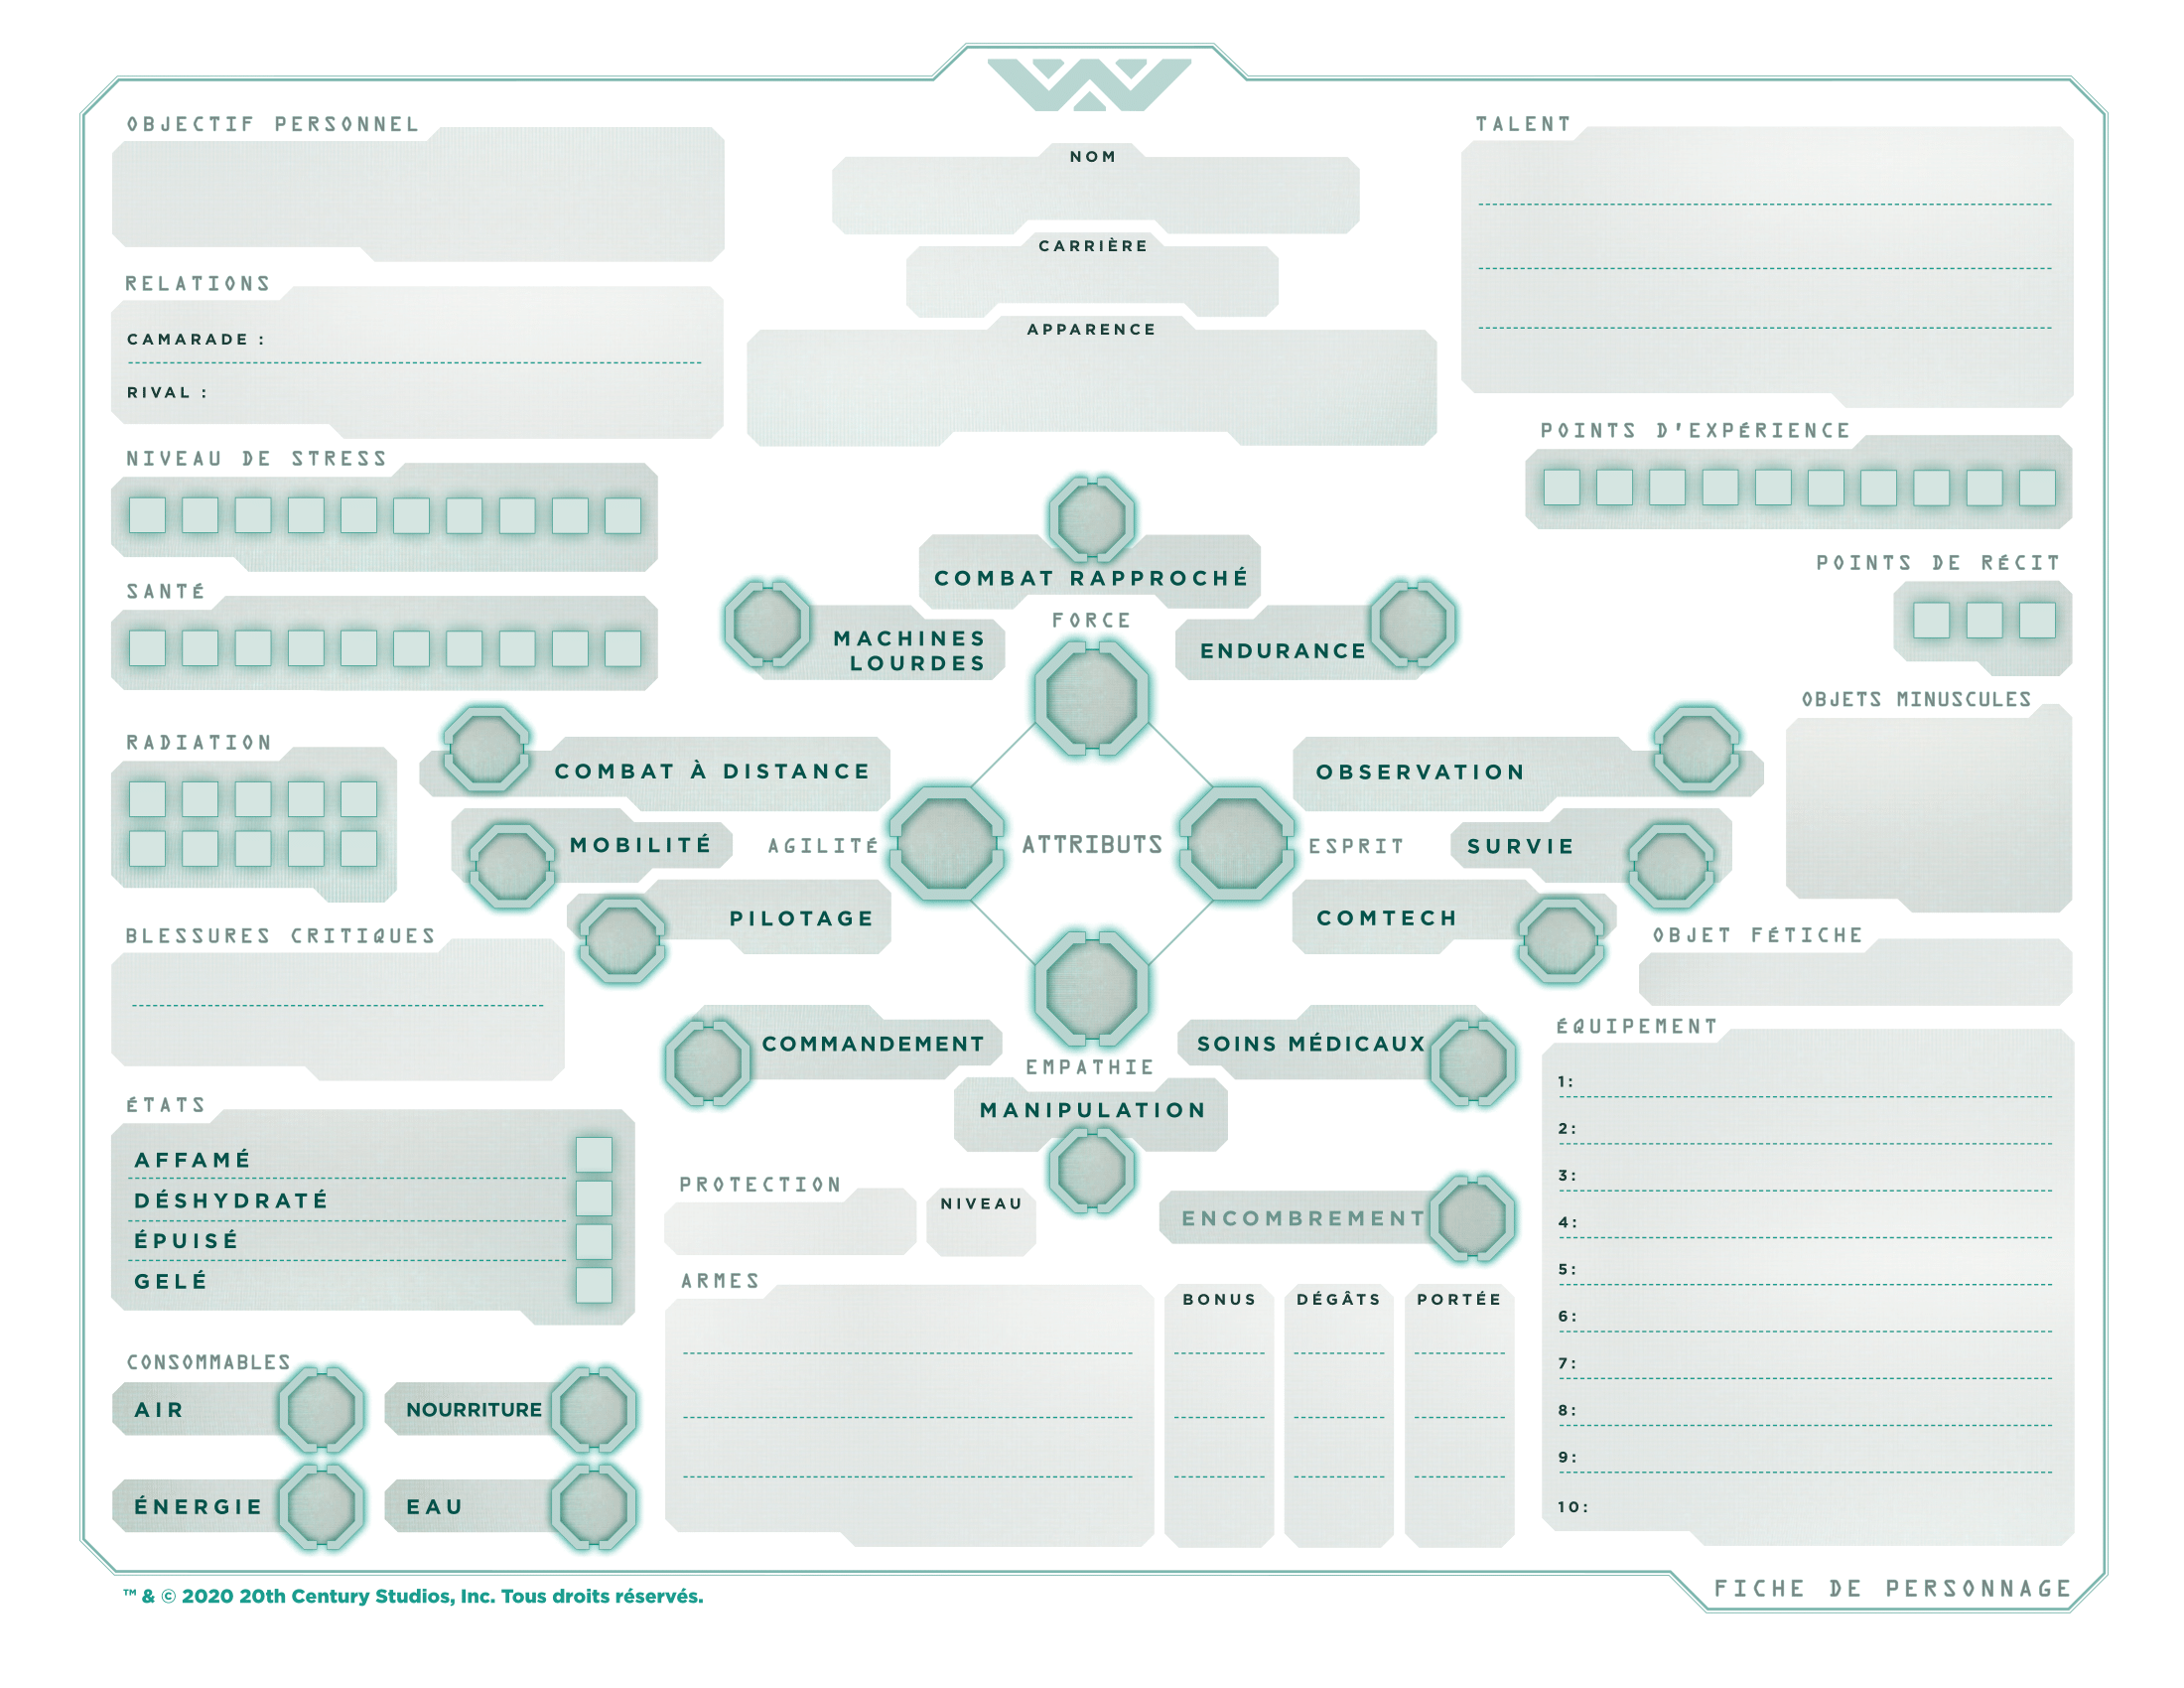 OBJECTIF PERSONNEL
RELATIONS
CAMARADE :
RIVAL :
NIVEAU DE STRESS
SANTÉ
RADIATION
BLESSURES CRITIQUES
ÉTATS
AFFAMÉ
DÉSHYDRATÉ
ÉPUISÉ
GELÉ
CONSOMMABLES
AIR
NOURRITURE
ÉNERGIE
EAU
NOM
CARRIÈRE
APPARENCE
COMBAT RAPPROCHÉ
MACHINES
LOURDES
FORCE
ENDURANCE
COMBAT À DISTANCE
MOBILITÉ
AGILITÉ
PILOTAGE
ATTRIBUTS
OBSERVATION
ESPRIT
SURVIE
COMTECH
COMMANDEMENT
EMPATHIE
SOINS MÉDICAUX
MANIPULATION
PROTECTION
NIVEAU
ENCOMBREMENT
ARMES
BONUS
DÉGÂTS
PORTÉE
TALENT
POINTS D'EXPÉRIENCE
POINTS DE RÉCIT
OBJETS MINUSCULES
OBJET FÉTICHE
ÉQUIPEMENT
1:
2:
3:
4:
5:
6:
7:
8:
9:
10:
™ & © 2020 20th Century Studios, Inc. Tous droits réservés.
FICHE DE PERSONNAGE